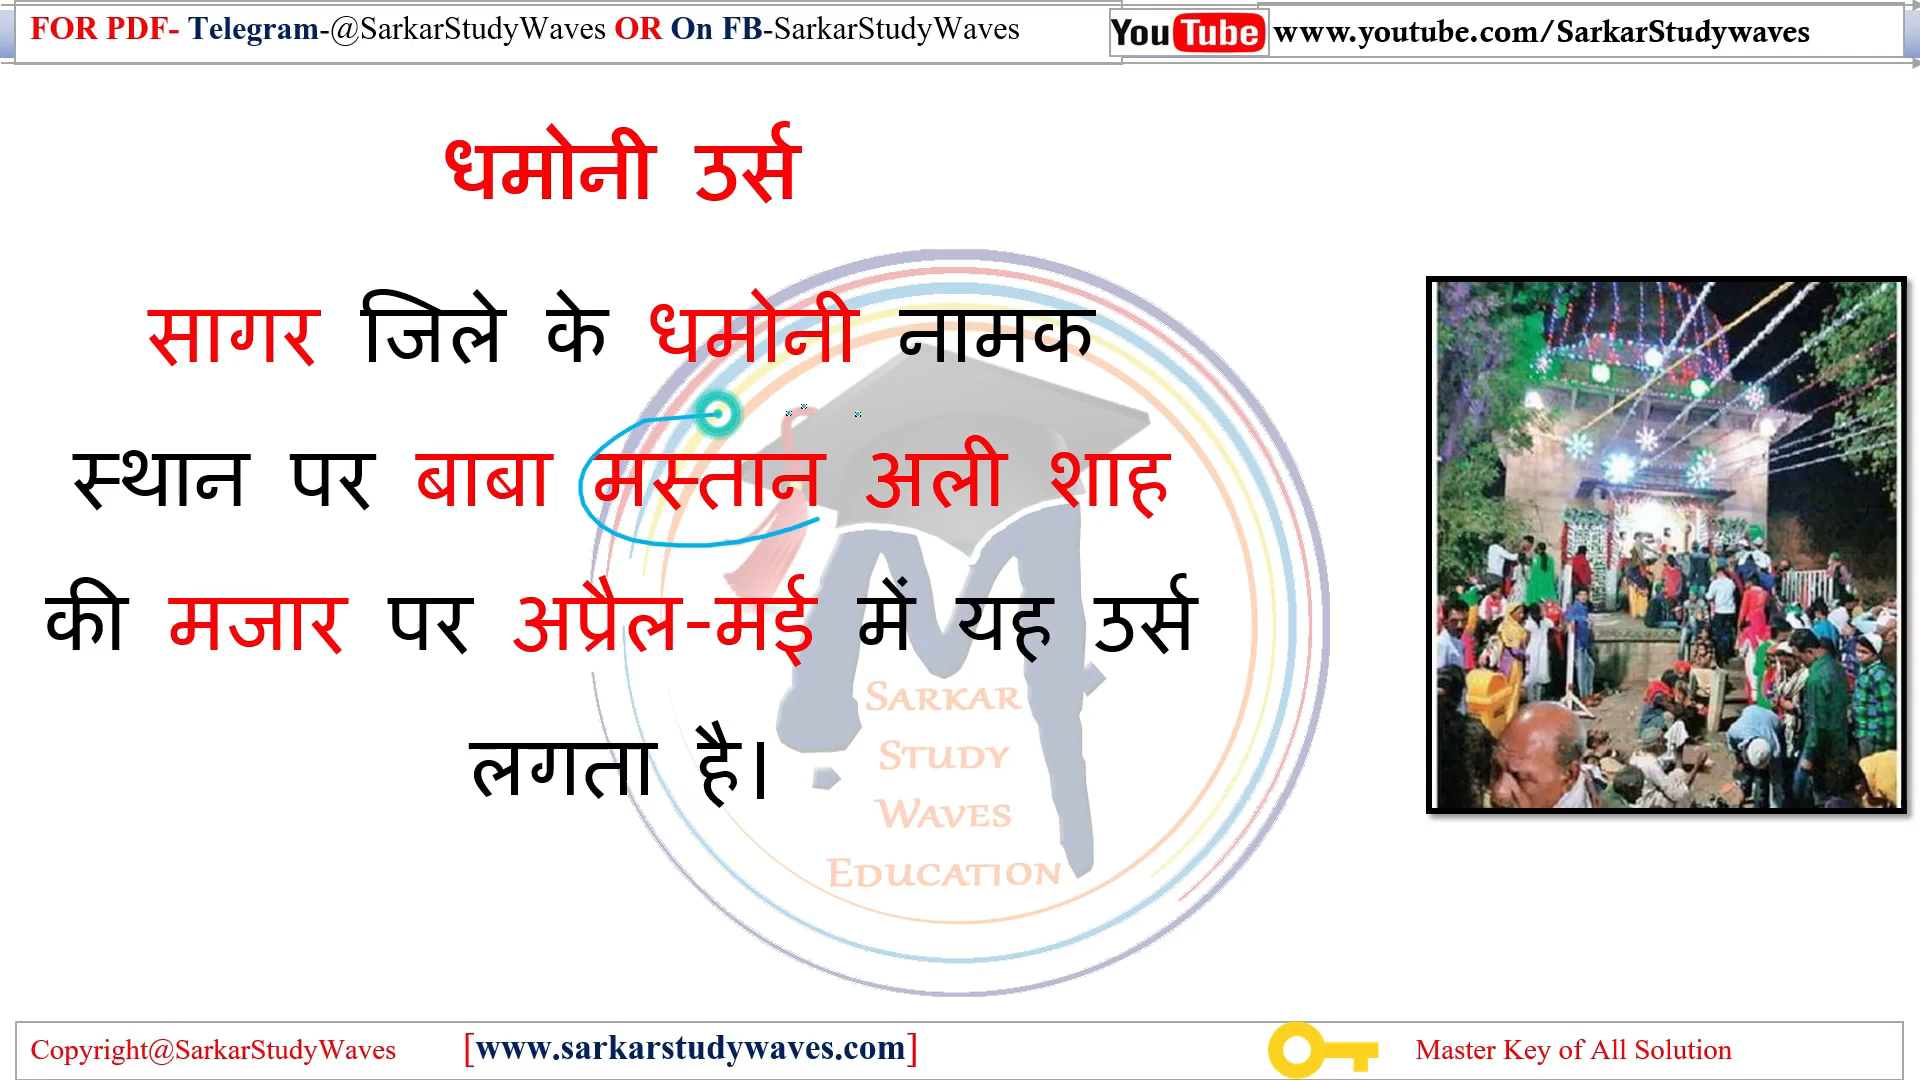 FOR PDF- Telegram-@SarkarStudyWaves OR On FB-SarkarStudyWaves
YouTube www.youtube.com/SarkarStudywaves
धमोनी उर्स
सागर जिले के धमोनी नामक
स्थान पर बाबा मस्तान अली शाह
की मजार पर अप्रैल-मई में यह उर्स
लगता है।
SARKAR
STUDY
WAVES
EDUCATION
Copyright@SarkarStudyWaves [www.sarkarstudywaves.com] Master Key of All Solution